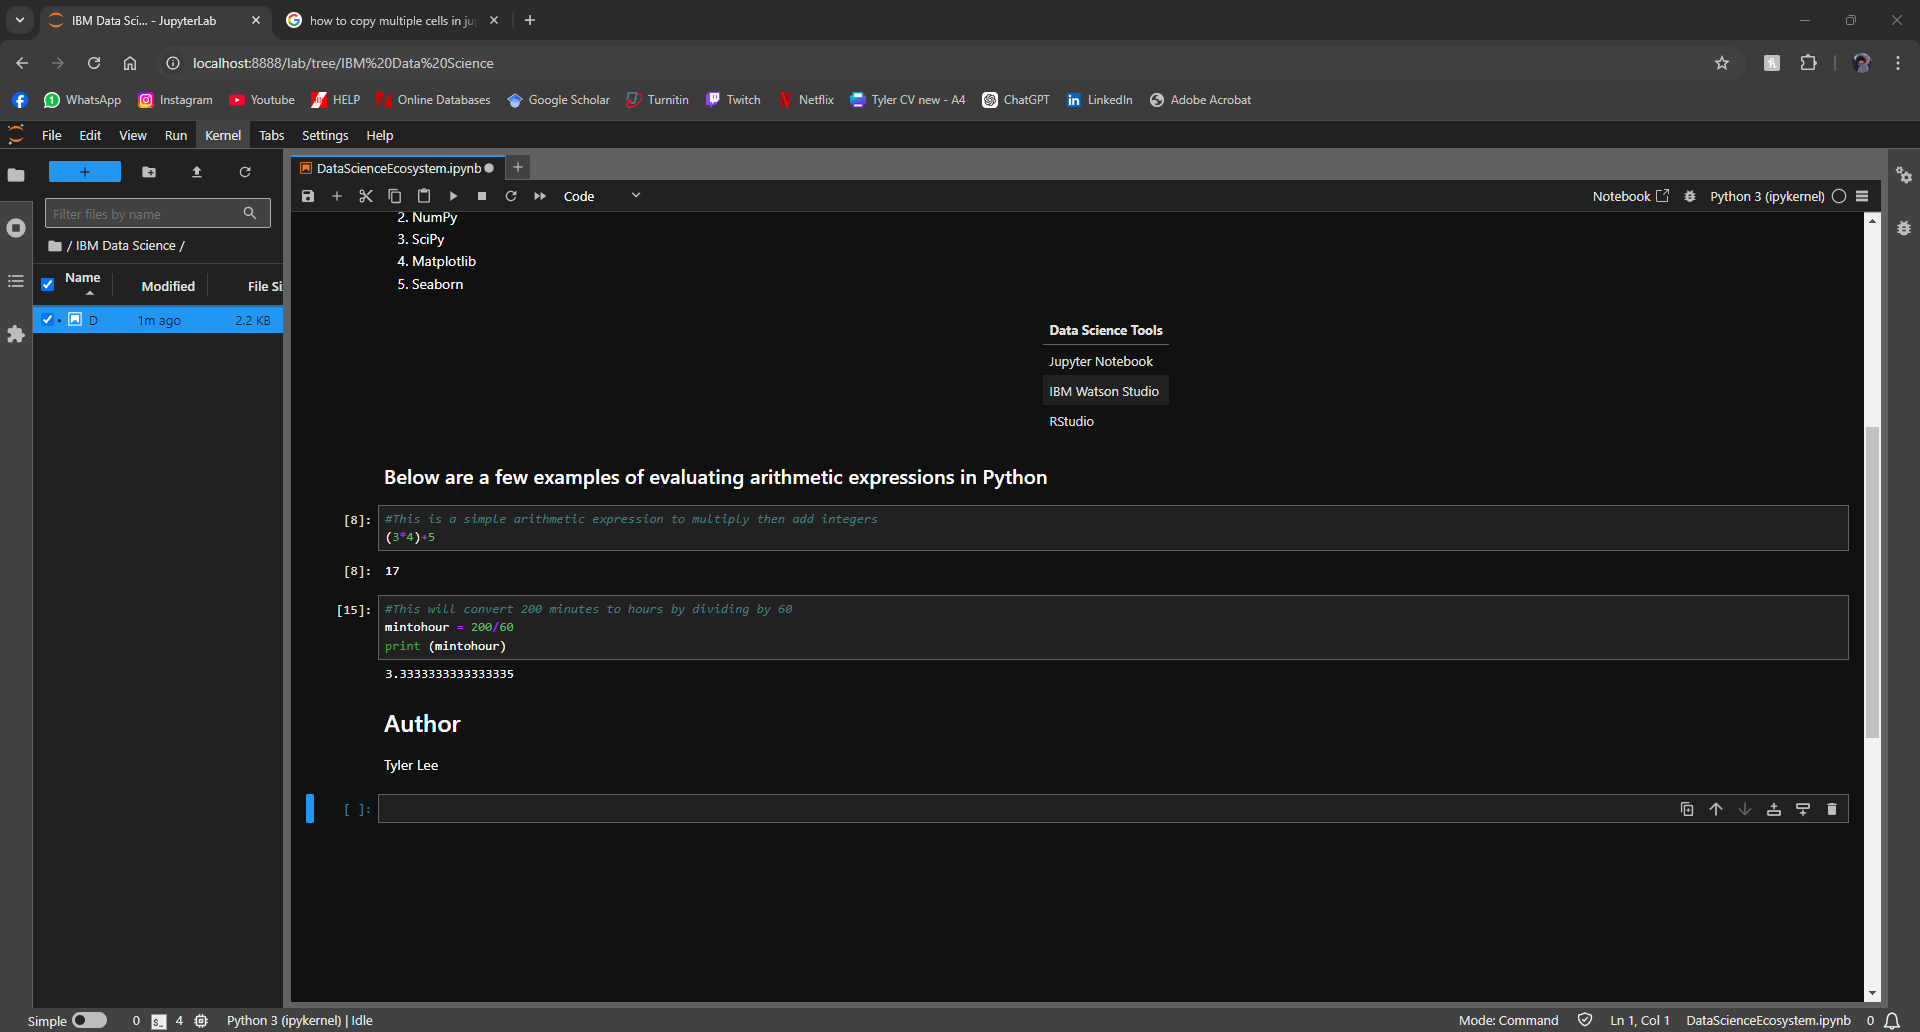 IBM Data Sci... - JupyterLab
how to copy multiple cells in ju
localhost:8888/lab/tree/IBM%20Data%20Science
WhatsApp Instagram Youtube HELP Online Databases Google Scholar Turnitin Twitch Netflix Tyler CV new - A4 ChatGPT LinkedIn Adobe Acrobat
File Edit View Run Kernel Tabs Settings Help
DataScienceEcosystem.ipynb
Code
Notebook
Python 3 (ipykernel)
Filter files by name
/ IBM Data Science /
Name Modified File Si
D 1m ago 2.2 KB
2. NumPy
3. SciPy
4. Matplotlib
5. Seaborn
Data Science Tools
Jupyter Notebook
IBM Watson Studio
RStudio
Below are a few examples of evaluating arithmetic expressions in Python
[8]: #This is a simple arithmetic expression to multiply then add integers
(3*4)+5
[8]: 17
[15]: #This will convert 200 minutes to hours by dividing by 60
mintohour = 200/60
print (mintohour)
3.3333333333333335
Author
Tyler Lee
[ ]:
Simple 0 $_ 4 Python 3 (ipykernel) | Idle
Mode: Command Ln 1, Col 1 DataScienceEcosystem.ipynb 0